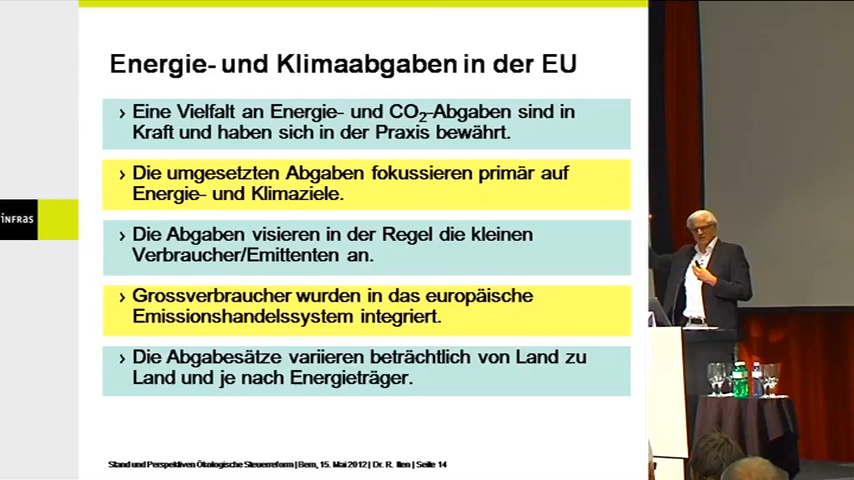 Energie- und Klimaabgaben in der EU
› Eine Vielfalt an Energie- und CO₂-Abgaben sind in
Kraft und haben sich in der Praxis bewährt.
› Die umgesetzten Abgaben fokussieren primär auf
Energie- und Klimaziele.
› Die Abgaben visieren in der Regel die kleinen
Verbraucher/Emittenten an.
infras
› Grossverbraucher wurden in das europäische
Emissionshandelssystem integriert.
› Die Abgabesätze variieren beträchtlich von Land zu
Land und je nach Energieträger.
Stand und Perspektiven Ökologische Steuerreform | Bern, 15. Mai 2012 | Dr. R. Iten | Seite 14